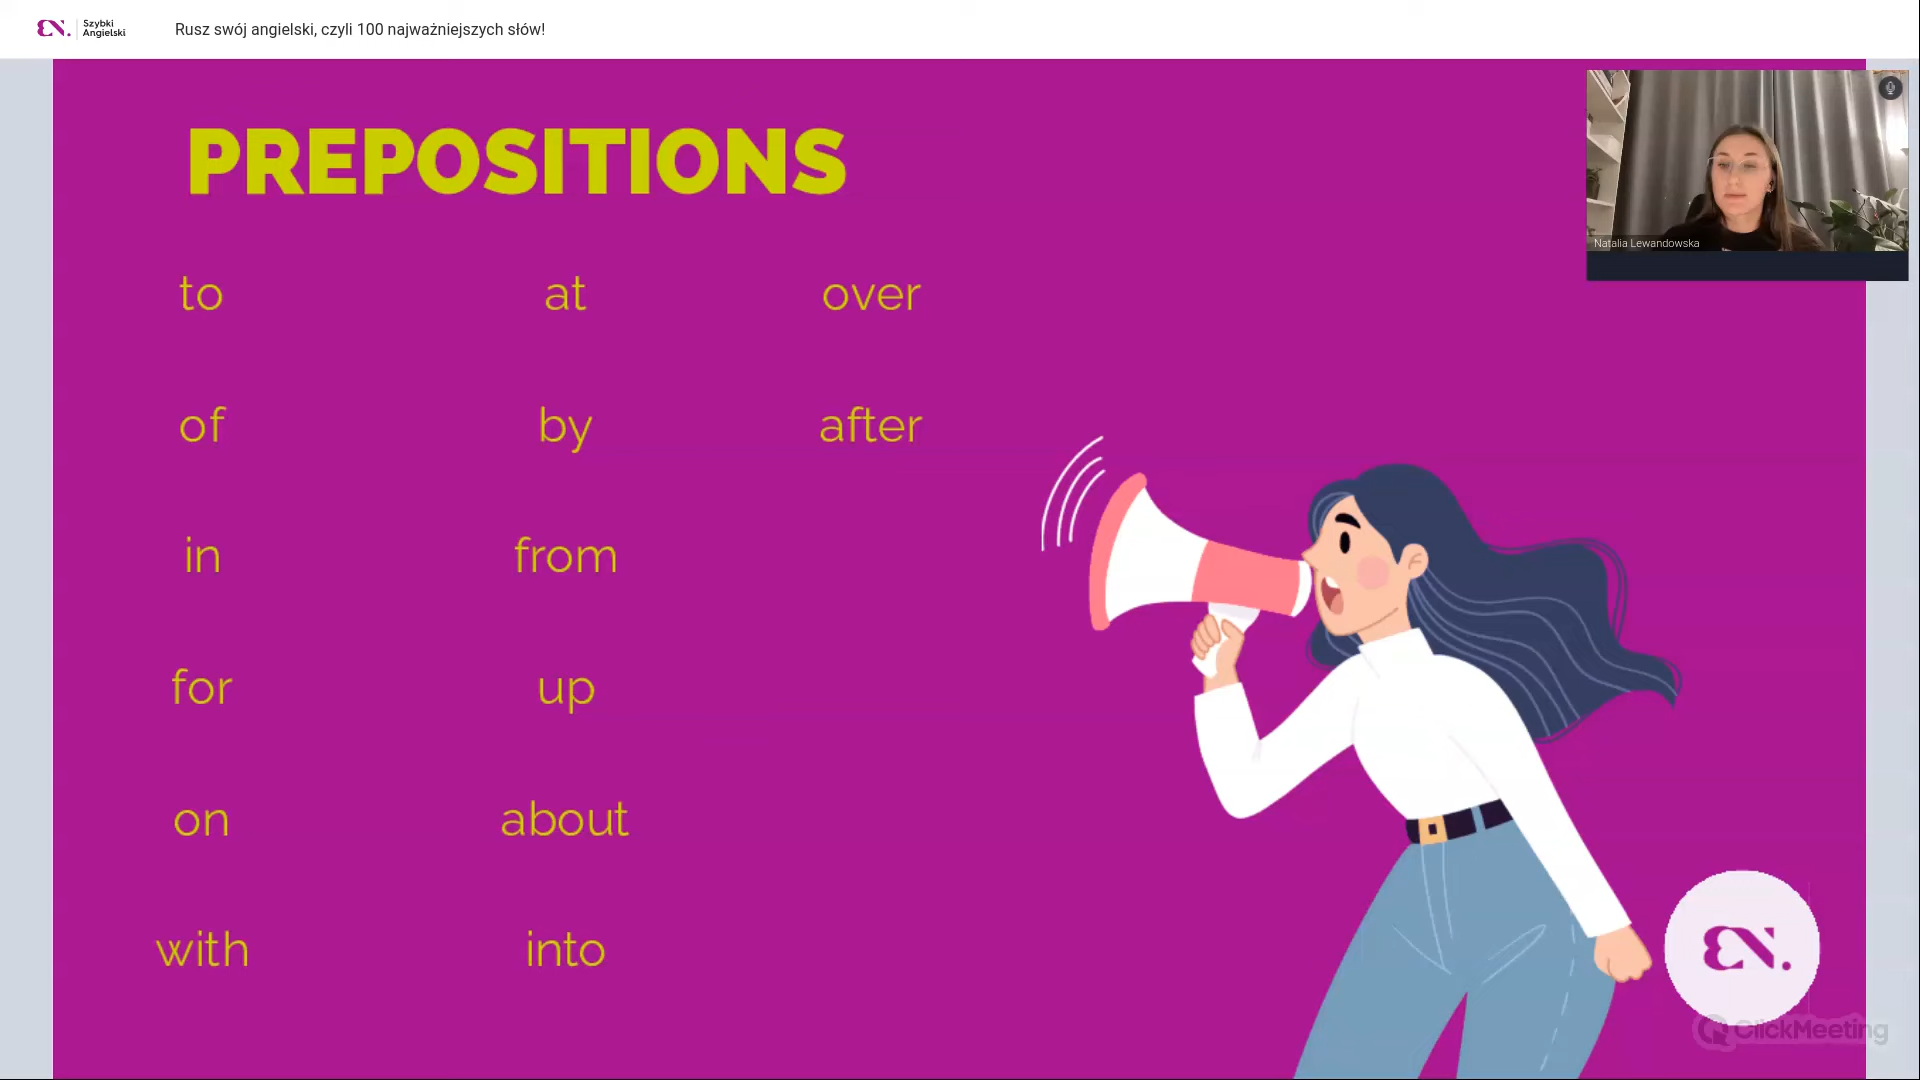 Szybki
Angielski
Rusz swój angielski, czyli 100 najważniejszych słów!
PREPOSITIONS
to at over
of by after
in from
for up
on about
with into
Natalia Lewandowska
EN.
ClickMeeting